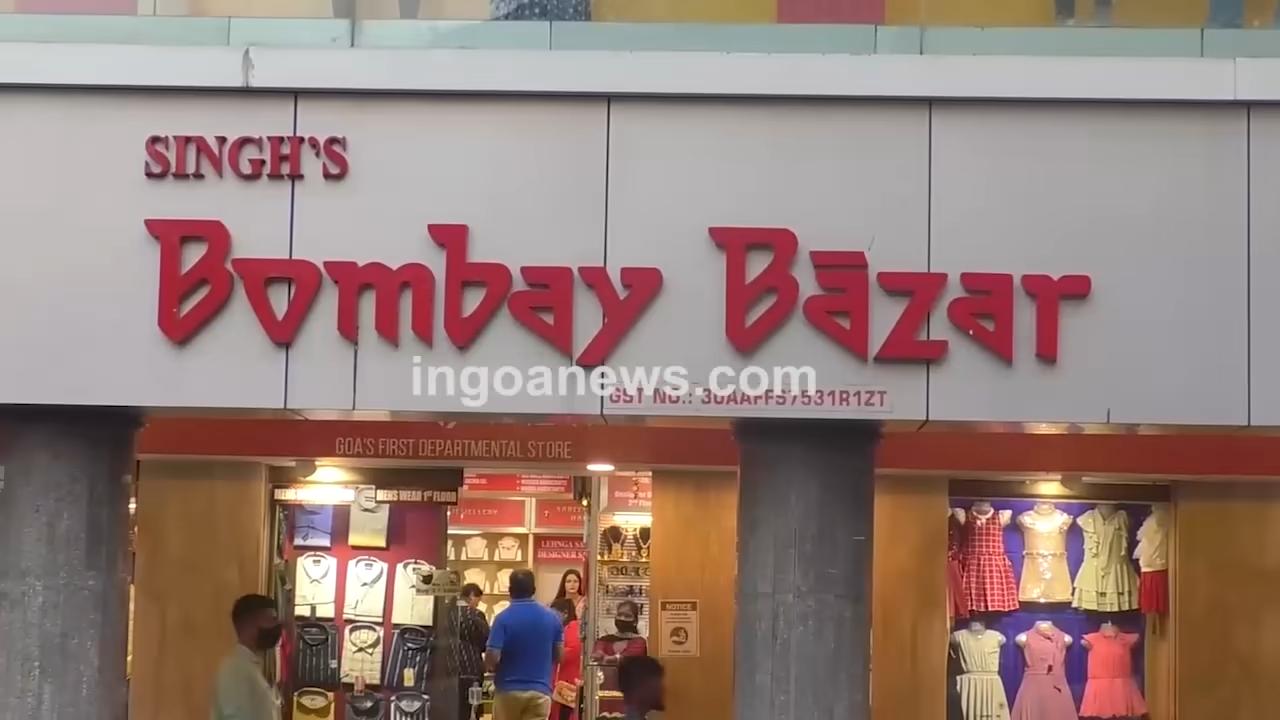 SINGH'S
Bombay Bāzar
ingoanews.com
GST NO.: 30AAFFS7531R1ZT
GOA'S FIRST DEPARTMENTAL STORE
MENS WEAR 1ST FLOOR
JEWELLERY
LEHNGA
DESIGNER
NOTICE